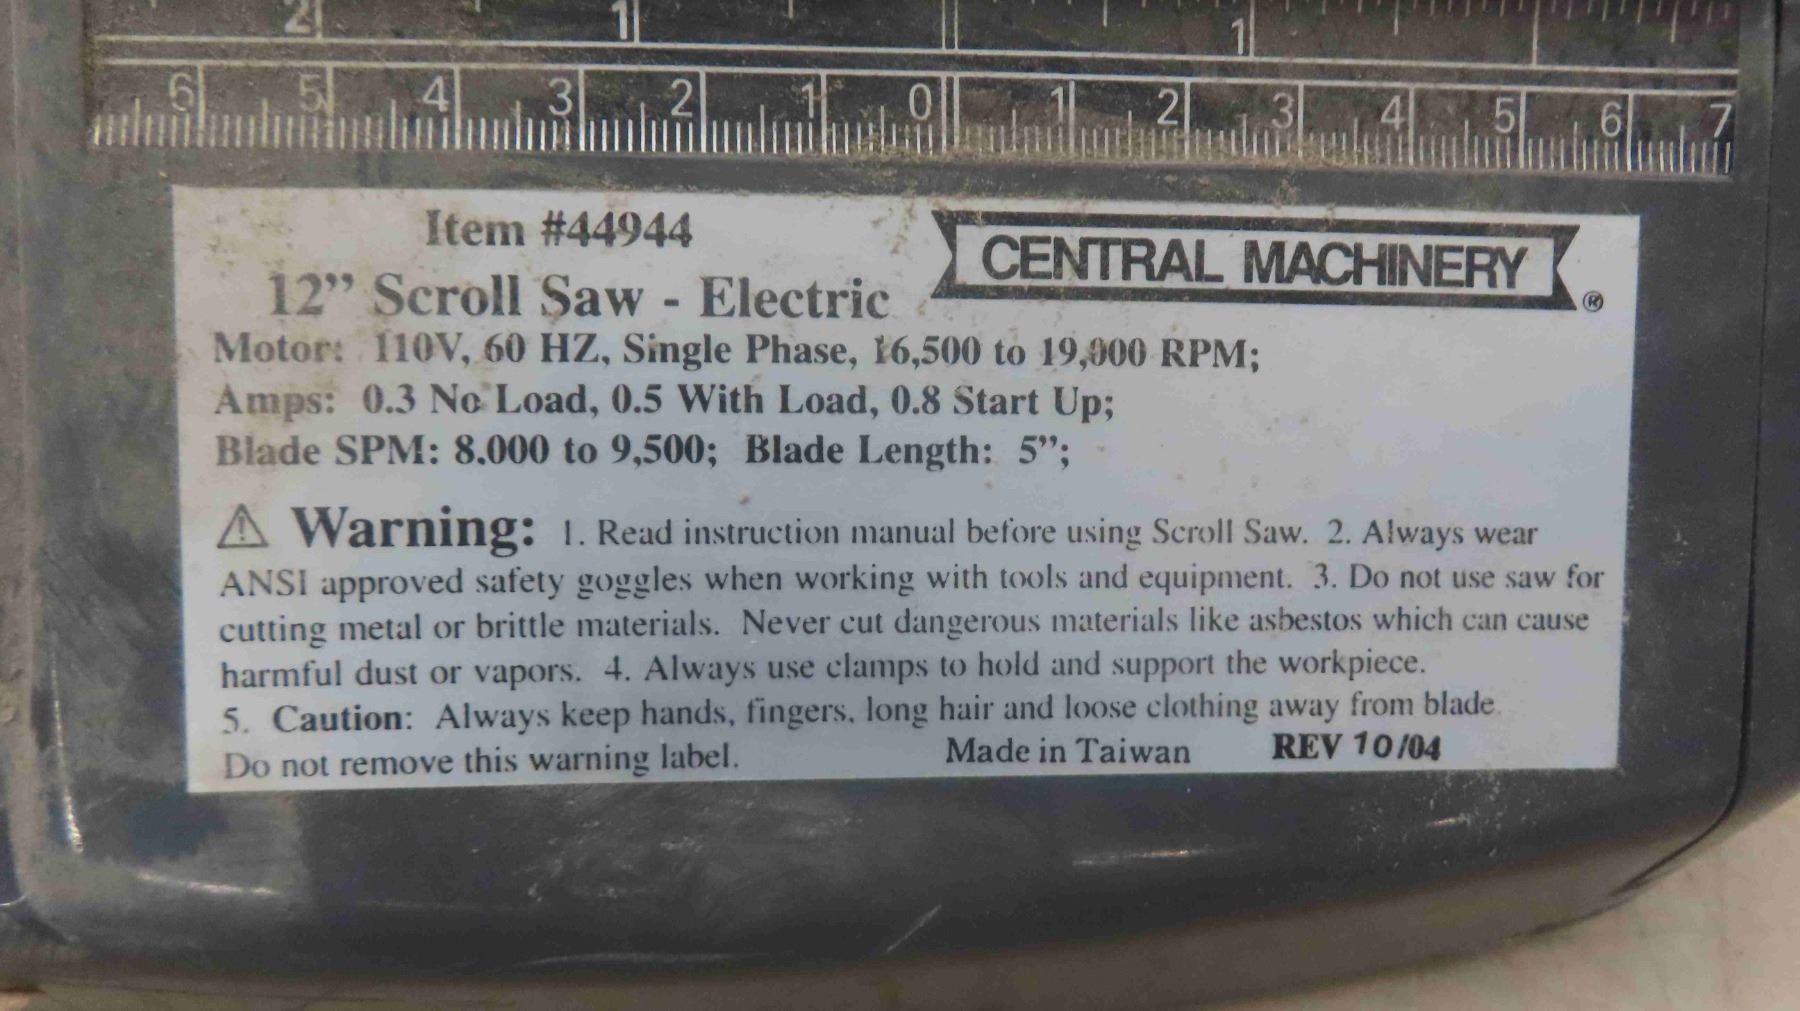 2 1 1
6 5 4 3 2 1 0 1 2 3 4 5 6 7
Item #44944
CENTRAL MACHINERY ®
12” Scroll Saw - Electric
Motor: 110V, 60 HZ, Single Phase, 16,500 to 19,000 RPM;
Amps: 0.3 No Load, 0.5 With Load, 0.8 Start Up;
Blade SPM: 8,000 to 9,500; Blade Length: 5”;
⚠ Warning: 1. Read instruction manual before using Scroll Saw. 2. Always wear
ANSI approved safety goggles when working with tools and equipment. 3. Do not use saw for
cutting metal or brittle materials. Never cut dangerous materials like asbestos which can cause
harmful dust or vapors. 4. Always use clamps to hold and support the workpiece.
5. Caution: Always keep hands, fingers, long hair and loose clothing away from blade.
Do not remove this warning label. Made in Taiwan REV 10/04